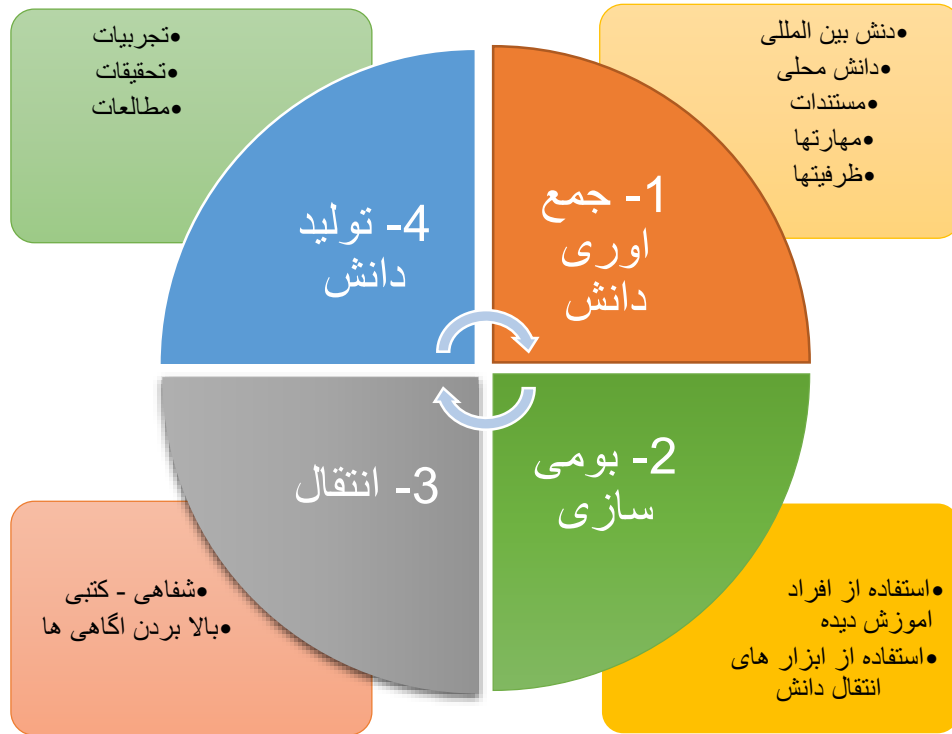 •دنش بین المللی
•دانش محلی
•مستندات
•مهارتها
•ظرفیتها
1- جمع
اوری
دانش
2- بومی
سازی
•استفاده از افراد
اموزش دیده
•استفاده از ابزار های
انتقال دانش
3- انتقال
•شفاهی - کتبی
•بالا بردن اگاهی ها
4- تولید
دانش
•تجربیات
•تحقیقات
•مطالعات